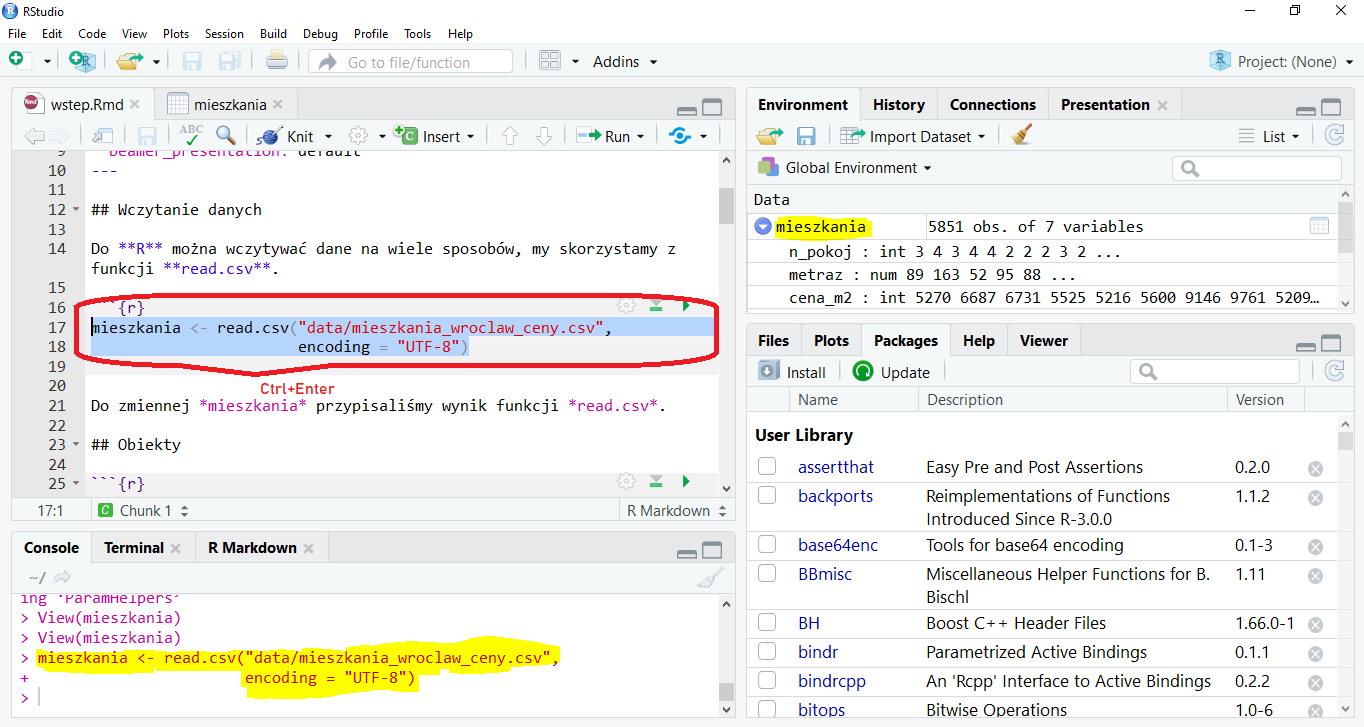 RStudio
File Edit Code View Plots Session Build Debug Profile Tools Help
Go to file/function Addins Project: (None)
wstep.Rmd mieszkania
ABC Knit Insert Run
9 beamer_presentation: default
10 ---
11
12 ## Wczytanie danych
13
14 Do **R** można wczytywać dane na wiele sposobów, my skorzystamy z
funkcji **read.csv**.
15
16 ```{r}
17 mieszkania <- read.csv("data/mieszkania_wroclaw_ceny.csv",
18 encoding = "UTF-8")
19
Ctrl+Enter
20
21 Do zmiennej *mieszkania* przypisaliśmy wynik funkcji *read.csv*.
22
23 ## Obiekty
24
25 ```{r}
17:1 C Chunk 1 R Markdown
Console Terminal R Markdown
~/
ing 'ParamHelpers'
> View(mieszkania)
> View(mieszkania)
> mieszkania <- read.csv("data/mieszkania_wroclaw_ceny.csv",
+ encoding = "UTF-8")
>
Environment History Connections Presentation
Import Dataset List
Global Environment
Data
mieszkania 5851 obs. of 7 variables
n_pokoj : int 3 4 3 4 4 2 2 2 3 2 ...
metraz : num 89 163 52 95 88 ...
cena_m2 : int 5270 6687 6731 5525 5216 5600 9146 9761 5209…
Files Plots Packages Help Viewer
Install Update
Name Description Version
User Library
assertthat Easy Pre and Post Assertions 0.2.0
backports Reimplementations of Functions 1.1.2
Introduced Since R-3.0.0
base64enc Tools for base64 encoding 0.1-3
BBmisc Miscellaneous Helper Functions for B. 1.11
Bischl
BH Boost C++ Header Files 1.66.0-1
bindr Parametrized Active Bindings 0.1.1
bindrcpp An 'Rcpp' Interface to Active Bindings 0.2.2
bitops Bitwise Operations 1.0-6